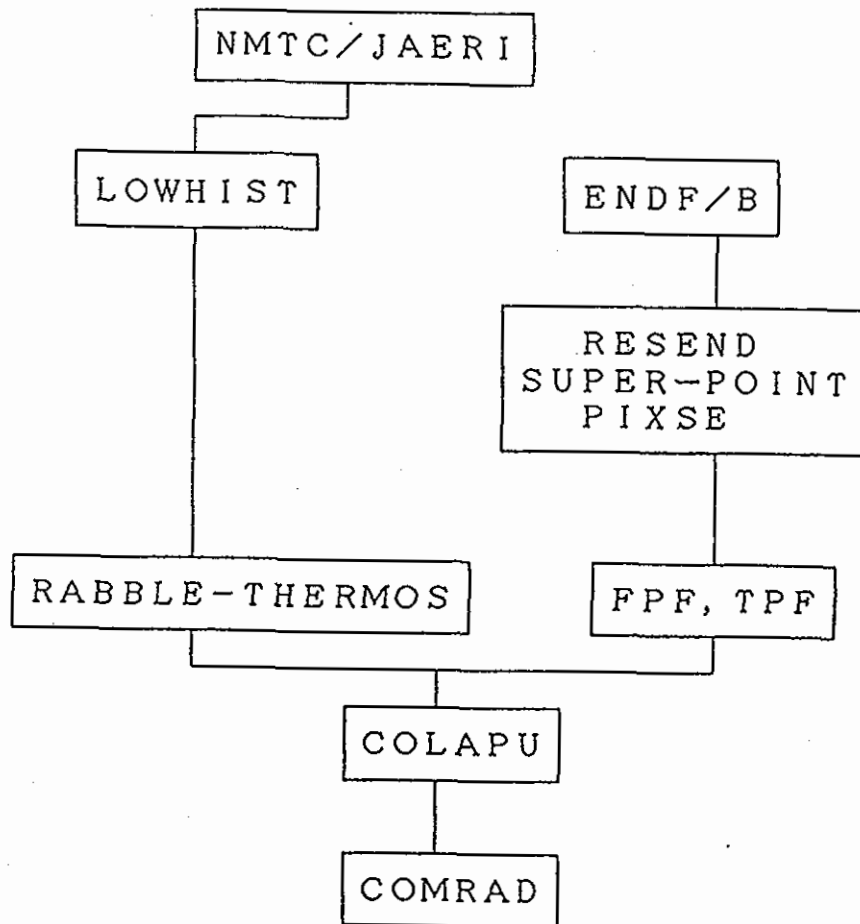 NMTC/JAERI
LOWHIST
ENDF/B
RESEND
SUPER-POINT
PIXSE
RABBLE-THERMOS
FPF, TPF
COLAPU
COMRAD